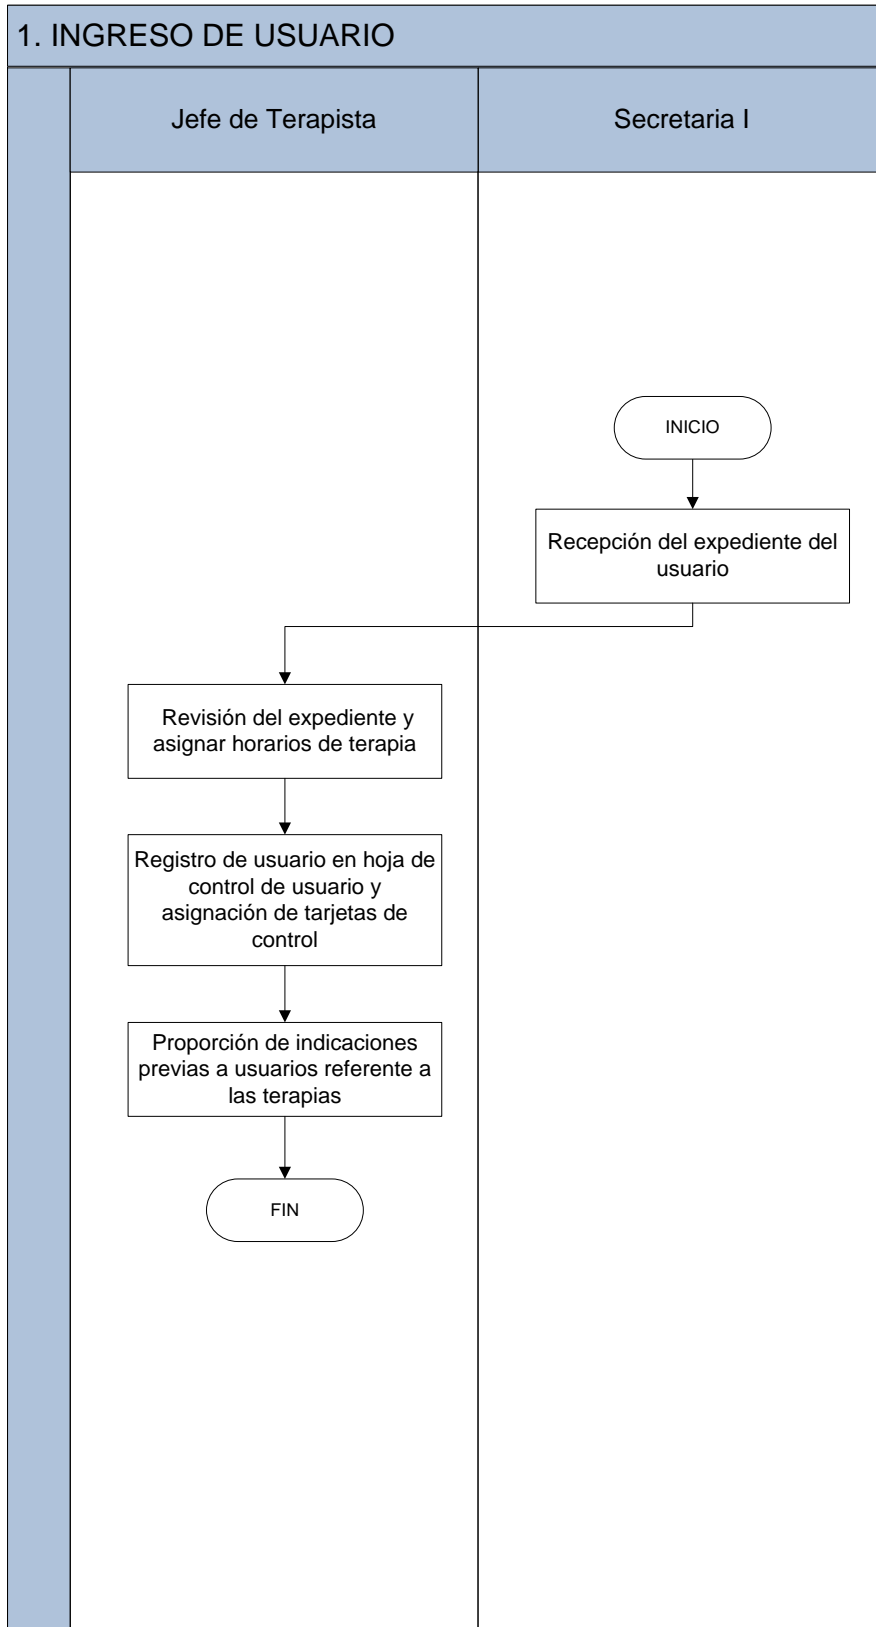 1. INGRESO DE USUARIO
Jefe de Terapista
Secretaria I
INICIO
Recepción del expediente del
usuario
Revisión del expediente y
asignar horarios de terapia
Registro de usuario en hoja de
control de usuario y
asignación de tarjetas de
control
Proporción de indicaciones
previas a usuarios referente a
las terapias
FIN